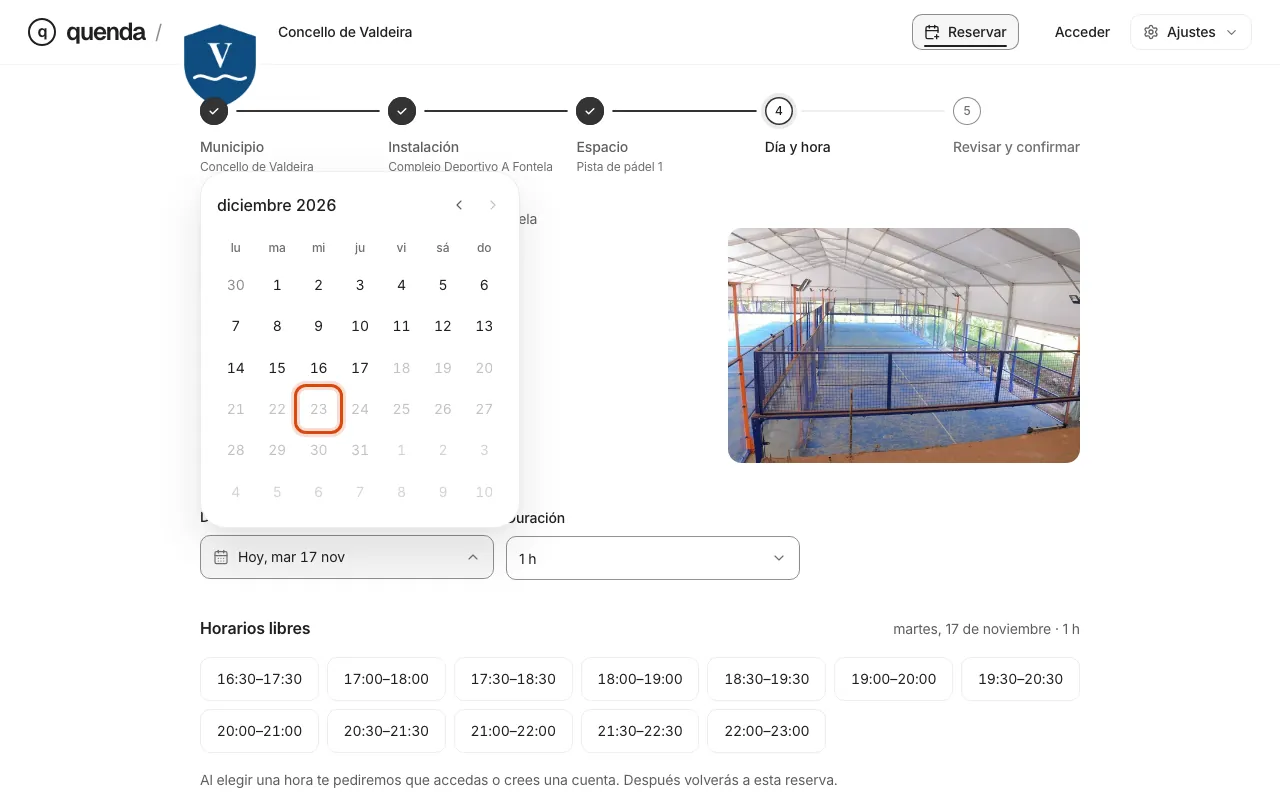 q quenda / V Concello de Valdeira Reservar Acceder Ajustes
4 5
Municipio Instalación Espacio Día y hora Revisar y confirmar
Concello de Valdeira Complejo Deportivo A Fontela Pista de pádel 1
diciembre 2026
ela
lu ma mi ju vi sá do
30 1 2 3 4 5 6
7 8 9 10 11 12 13
14 15 16 17 18 19 20
21 22 23 24 25 26 27
28 29 30 31 1 2 3
4 5 6 7 8 9 10
Duración
Hoy, mar 17 nov 1 h
Horarios libres martes, 17 de noviembre · 1 h
16:30–17:30 17:00–18:00 17:30–18:30 18:00–19:00 18:30–19:30 19:00–20:00 19:30–20:30
20:00–21:00 20:30–21:30 21:00–22:00 21:30–22:30 22:00–23:00
Al elegir una hora te pediremos que accedas o crees una cuenta. Después volverás a esta reserva.